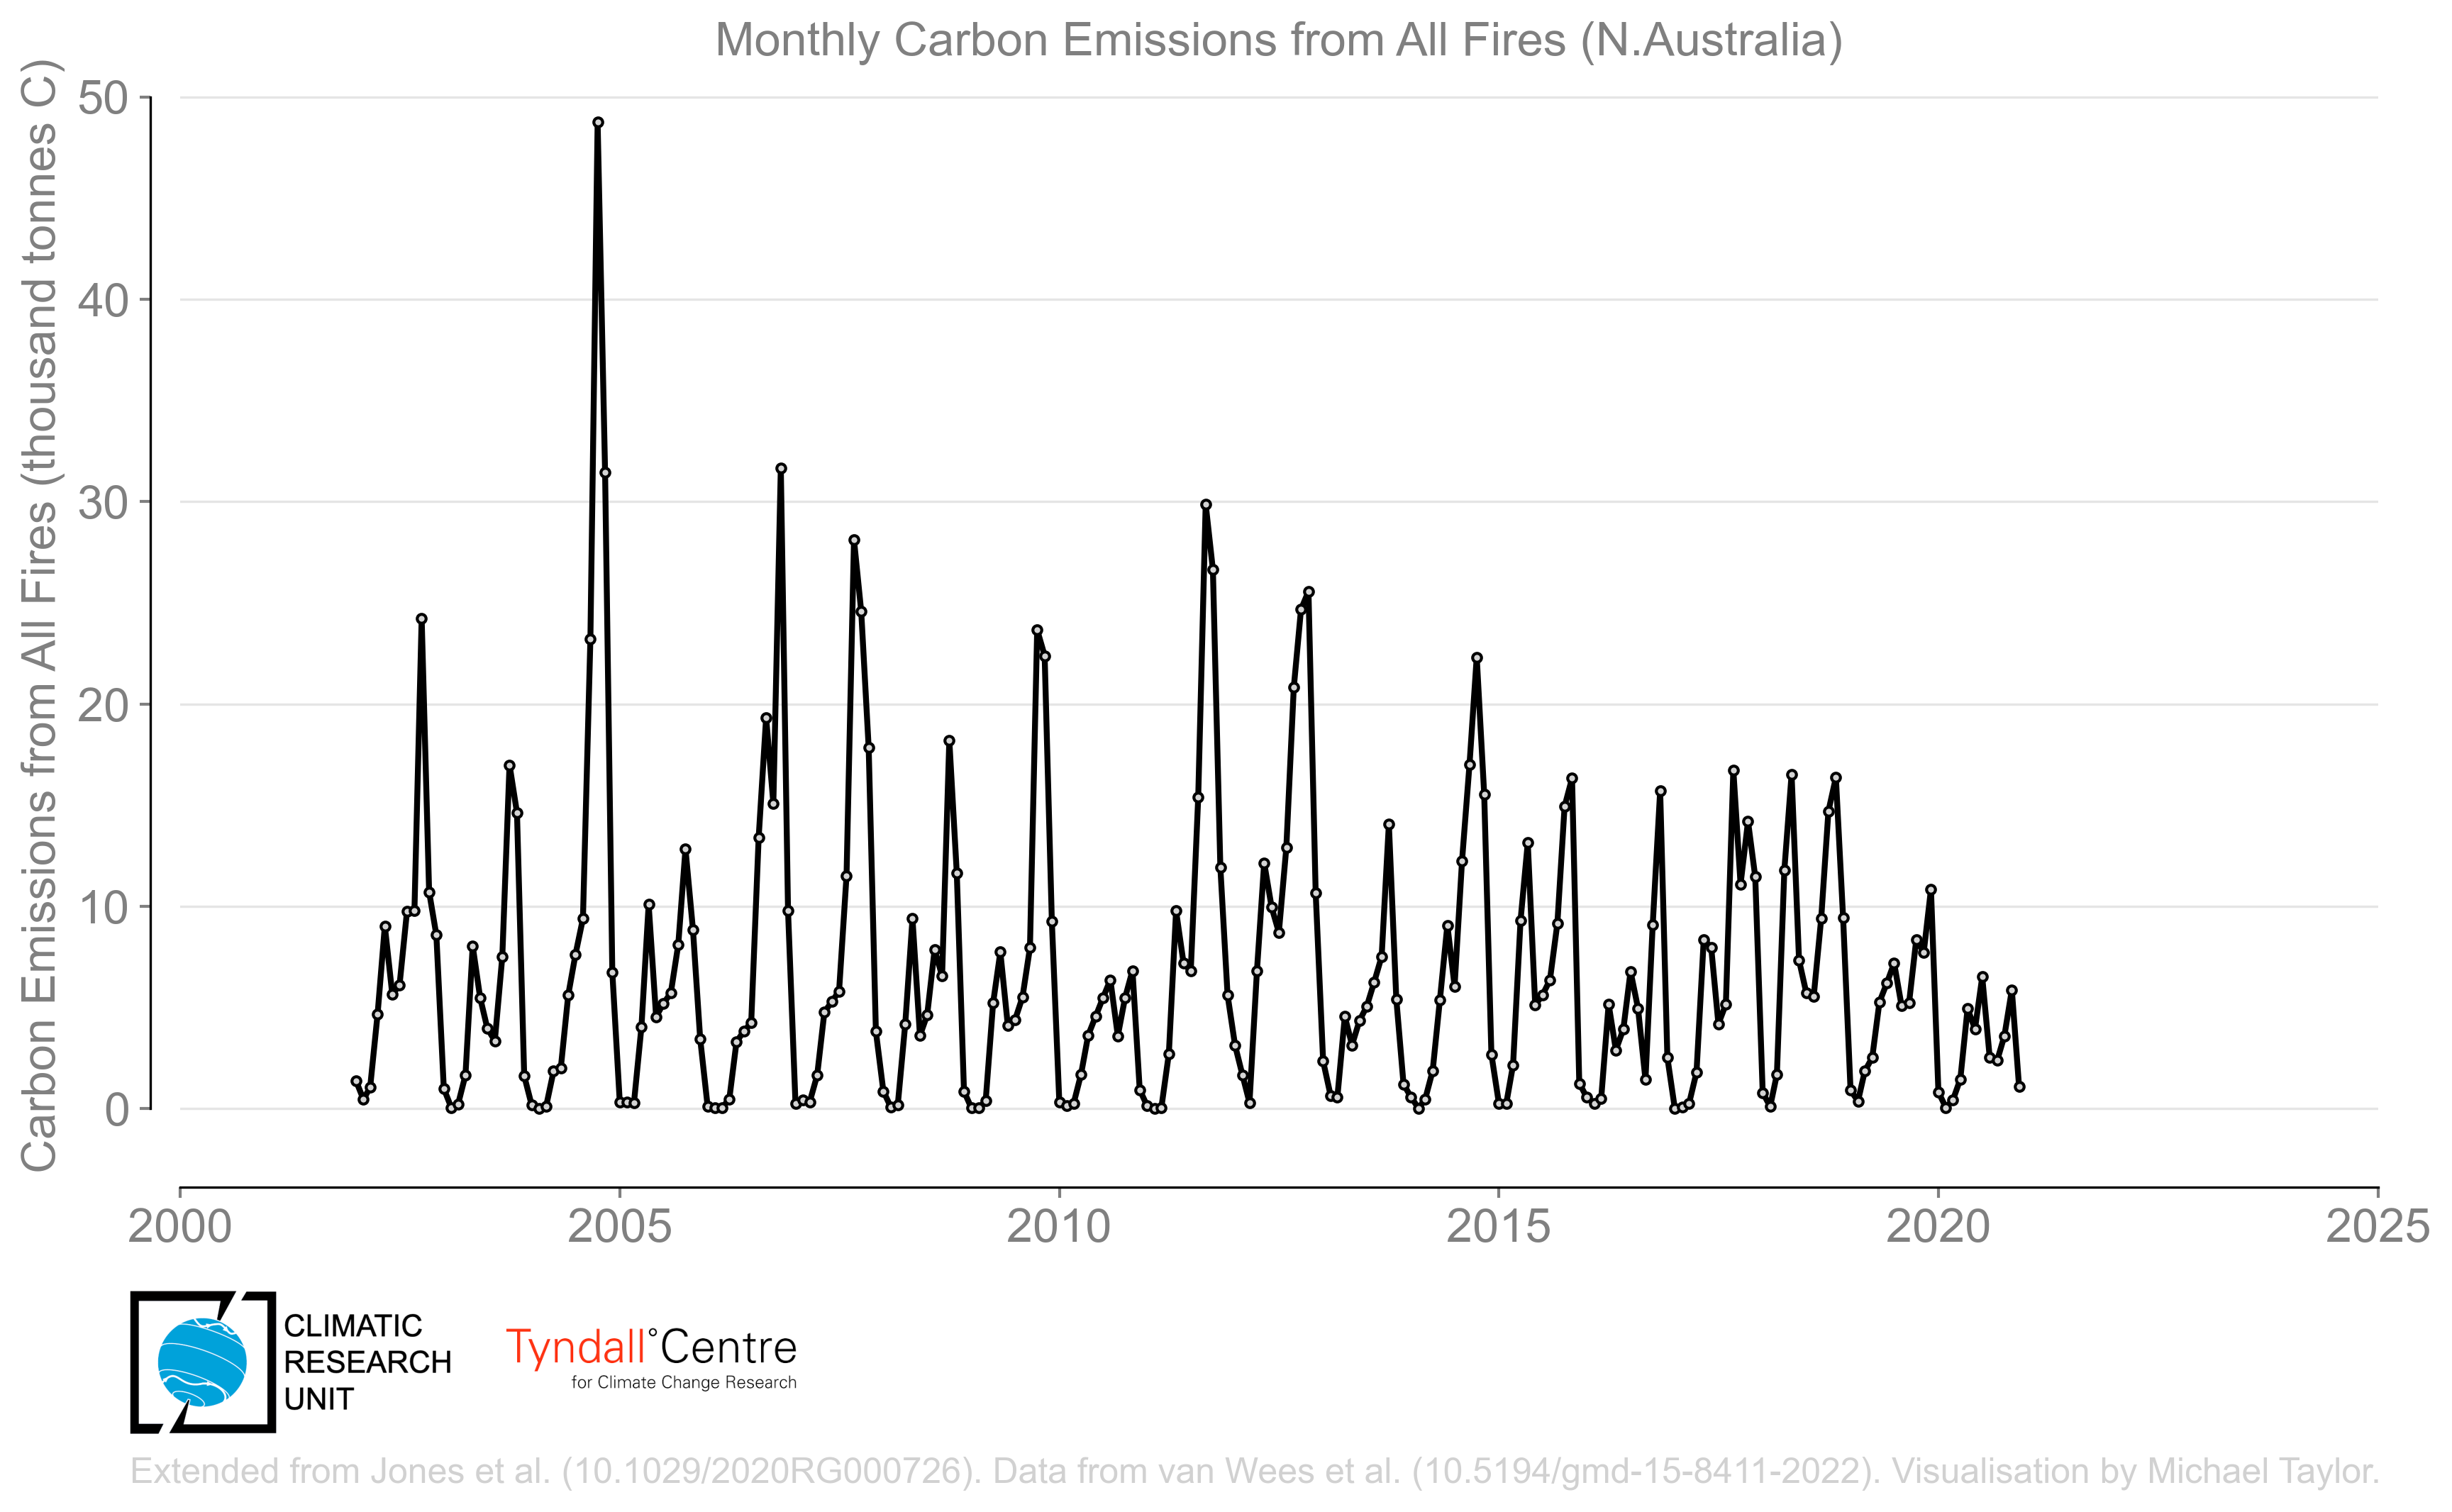 Monthly Carbon Emissions from All Fires (N.Australia)
Carbon Emissions from All Fires (thousand tonnes C)
50
40
30
20
10
0
2000
2005
2010
2015
2020
2025
CLIMATIC
RESEARCH
UNIT
Tyndall°Centre
for Climate Change Research
Extended from Jones et al. (10.1029/2020RG000726). Data from van Wees et al. (10.5194/gmd-15-8411-2022). Visualisation by Michael Taylor.